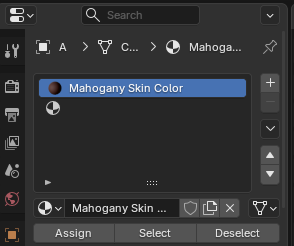 Search
A C... Mahoga...
Mahogany Skin Color
Mahogany Skin ...
Assign Select Deselect